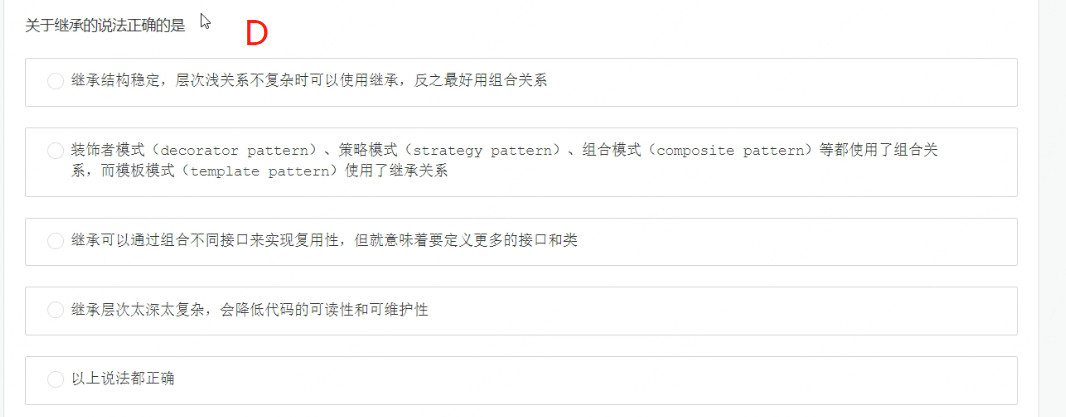 关于继承的说法正确的是
D
继承结构稳定，层次浅关系不复杂时可以使用继承，反之最好用组合关系
装饰者模式（decorator pattern）、策略模式（strategy pattern）、组合模式（composite pattern）等都使用了组合关
系，而模板模式（template pattern）使用了继承关系
继承可以通过组合不同接口来实现复用性，但就意味着要定义更多的接口和类
继承层次太深太复杂，会降低代码的可读性和可维护性
以上说法都正确